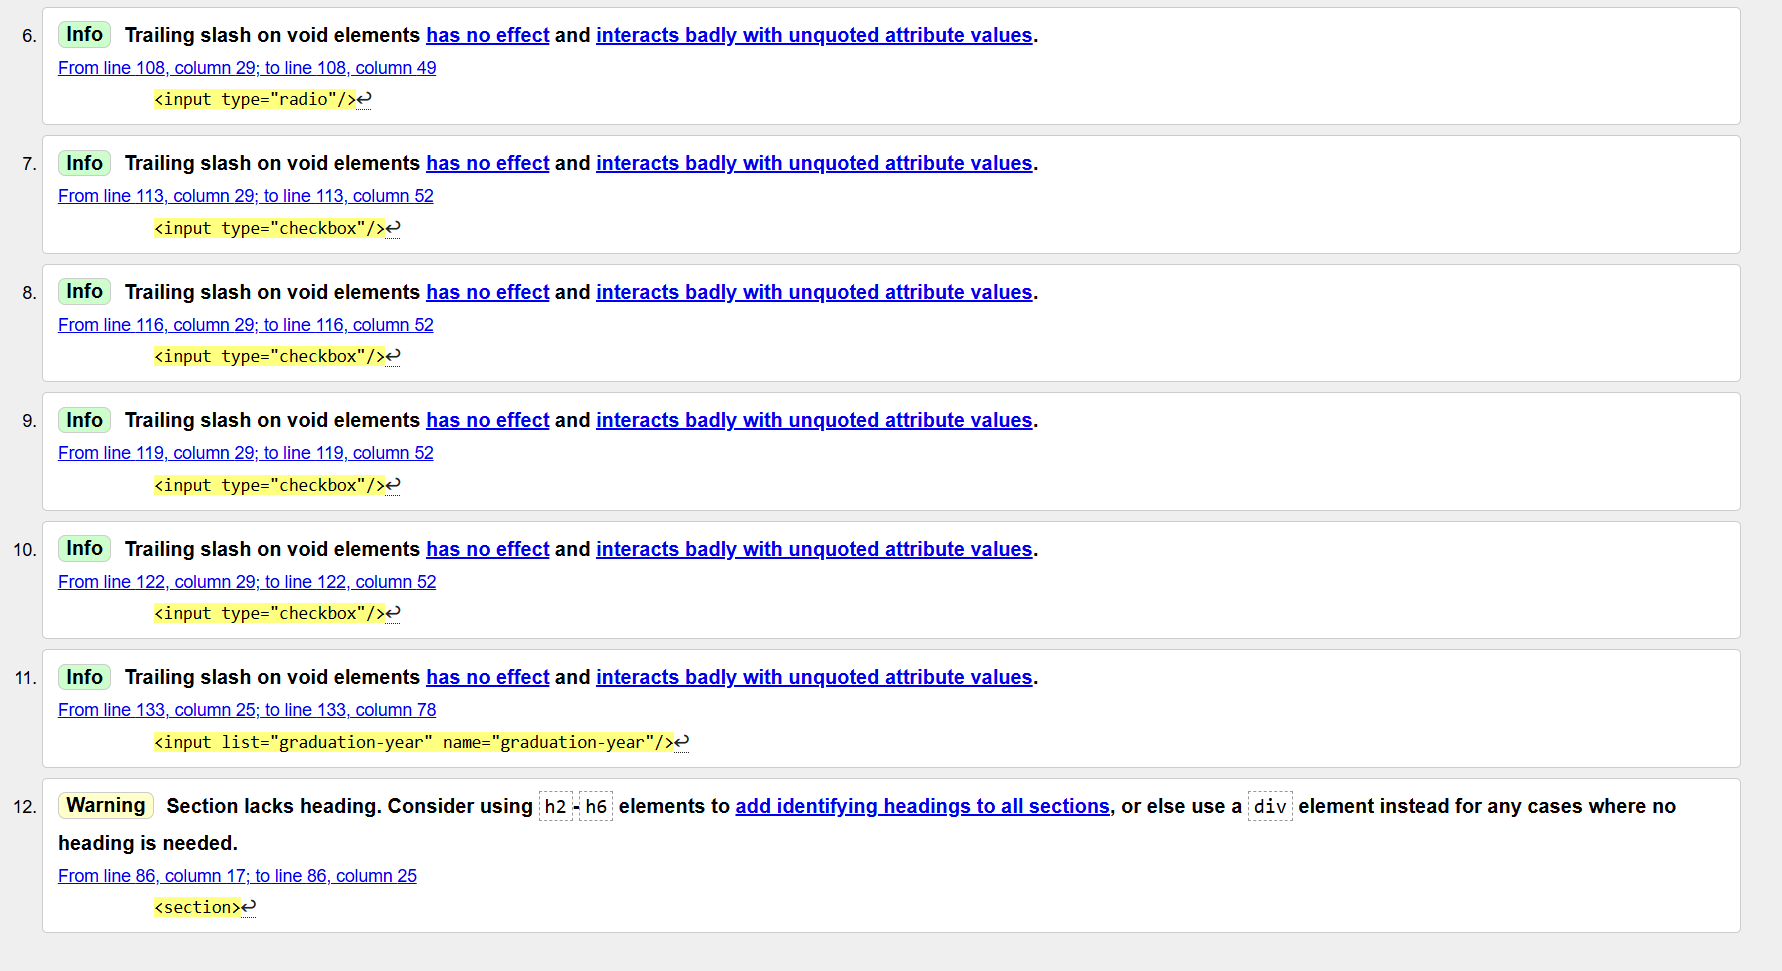 6. Info Trailing slash on void elements has no effect and interacts badly with unquoted attribute values.
From line 108, column 29; to line 108, column 49
<input type="radio"/>↩
7. Info Trailing slash on void elements has no effect and interacts badly with unquoted attribute values.
From line 113, column 29; to line 113, column 52
<input type="checkbox"/>↩
8. Info Trailing slash on void elements has no effect and interacts badly with unquoted attribute values.
From line 116, column 29; to line 116, column 52
<input type="checkbox"/>↩
9. Info Trailing slash on void elements has no effect and interacts badly with unquoted attribute values.
From line 119, column 29; to line 119, column 52
<input type="checkbox"/>↩
10. Info Trailing slash on void elements has no effect and interacts badly with unquoted attribute values.
From line 122, column 29; to line 122, column 52
<input type="checkbox"/>↩
11. Info Trailing slash on void elements has no effect and interacts badly with unquoted attribute values.
From line 133, column 25; to line 133, column 78
<input list="graduation-year" name="graduation-year"/>↩
12. Warning Section lacks heading. Consider using h2-h6 elements to add identifying headings to all sections, or else use a div element instead for any cases where no
heading is needed.
From line 86, column 17; to line 86, column 25
<section>↩